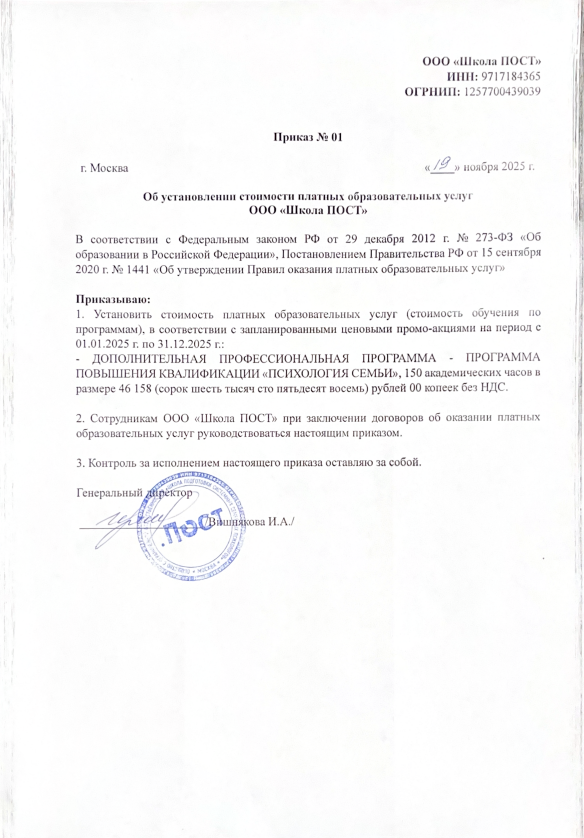 ООО «Школа ПОСТ»
ИНН: 9717184365
ОГРНИП: 1257700439039
Приказ № 01
г. Москва «19» ноября 2025 г.
Об установлении стоимости платных образовательных услуг
ООО «Школа ПОСТ»
В соответствии с Федеральным законом РФ от 29 декабря 2012 г. № 273-ФЗ «Об
образовании в Российской Федерации», Постановлением Правительства РФ от 15 сентября
2020 г. № 1441 «Об утверждении Правил оказания платных образовательных услуг»
Приказываю:
1. Установить стоимость платных образовательных услуг (стоимость обучения по
программам), в соответствии с запланированными ценовыми промо-акциями на период с
01.01.2025 г. по 31.12.2025 г.:
- ДОПОЛНИТЕЛЬНАЯ ПРОФЕССИОНАЛЬНАЯ ПРОГРАММА - ПРОГРАММА
ПОВЫШЕНИЯ КВАЛИФИКАЦИИ «ПСИХОЛОГИЯ СЕМЬИ», 150 академических часов в
размере 46 158 (сорок шесть тысяч сто пятьдесят восемь) рублей 00 копеек без НДС.
2. Сотрудникам ООО «Школа ПОСТ» при заключении договоров об оказании платных
образовательных услуг руководствоваться настоящим приказом.
3. Контроль за исполнением настоящего приказа оставляю за собой.
Генеральный директор
/Вишнякова И.А./
ПОСТ